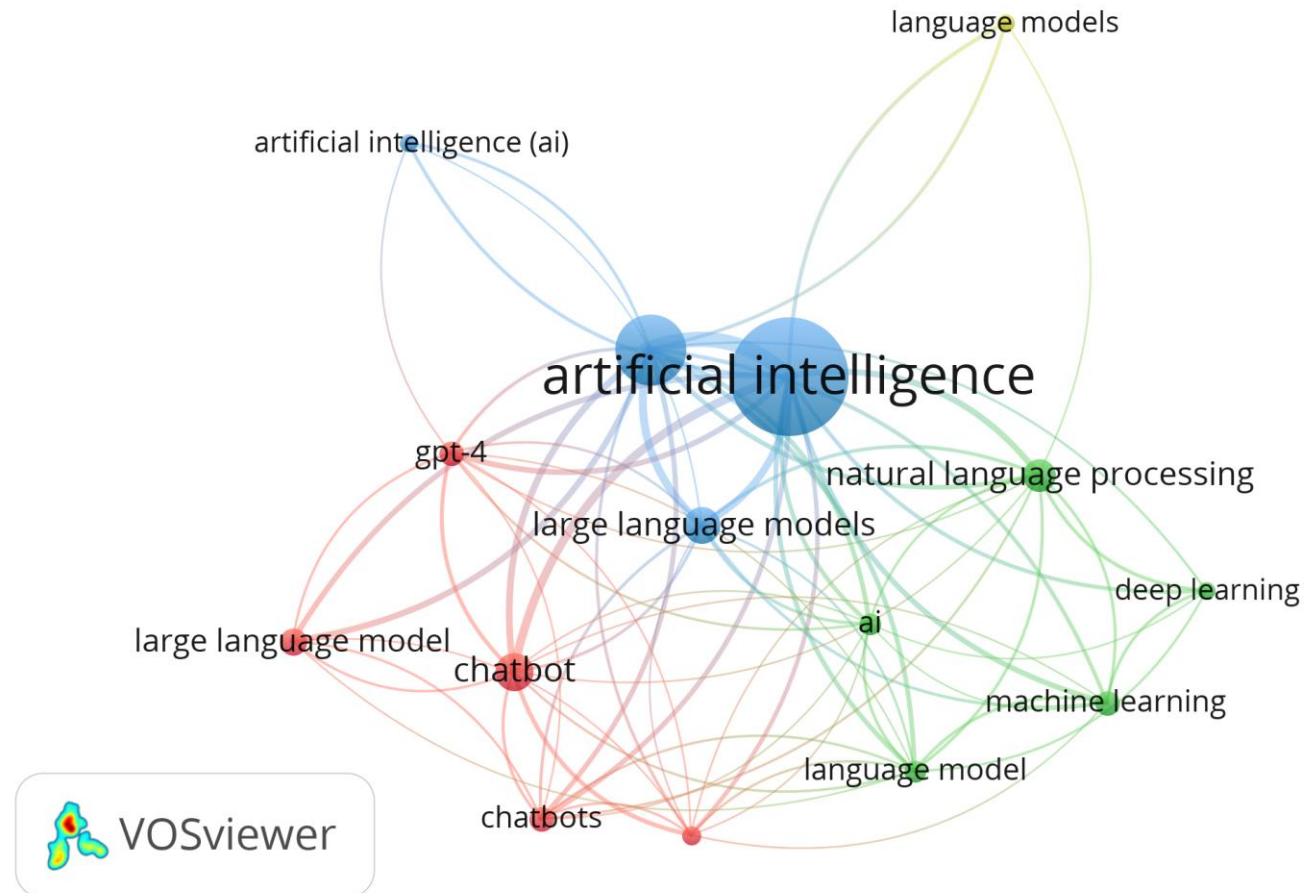 language models
artificial intelligence (ai)
artificial intelligence
gpt-4
natural language processing
large language models
deep learning
ai
large language model
chatbot
machine learning
language model
chatbots
VOSviewer